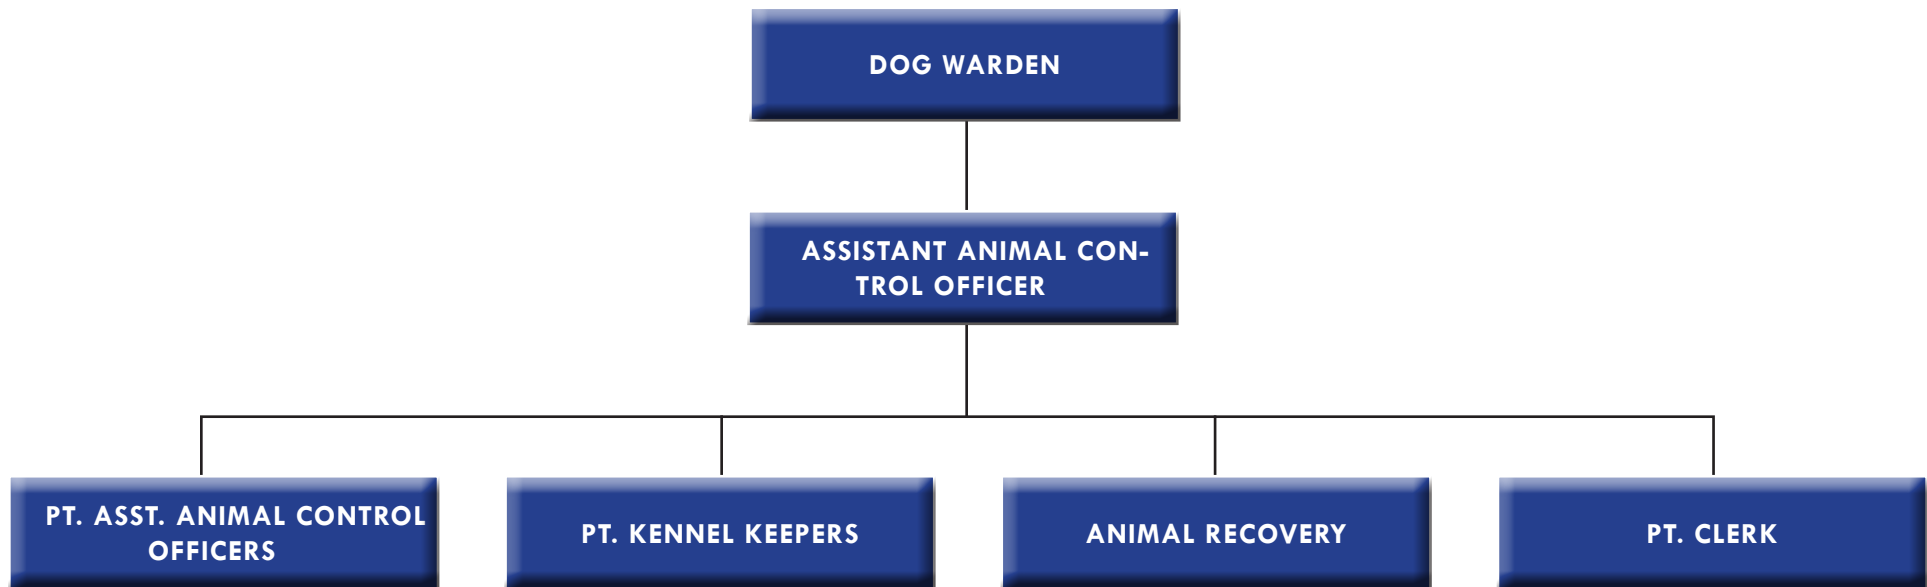 DOG WARDEN
ASSISTANT ANIMAL CON-
TROL OFFICER
PT. ASST. ANIMAL CONTROL
OFFICERS
PT. KENNEL KEEPERS
ANIMAL RECOVERY
PT. CLERK